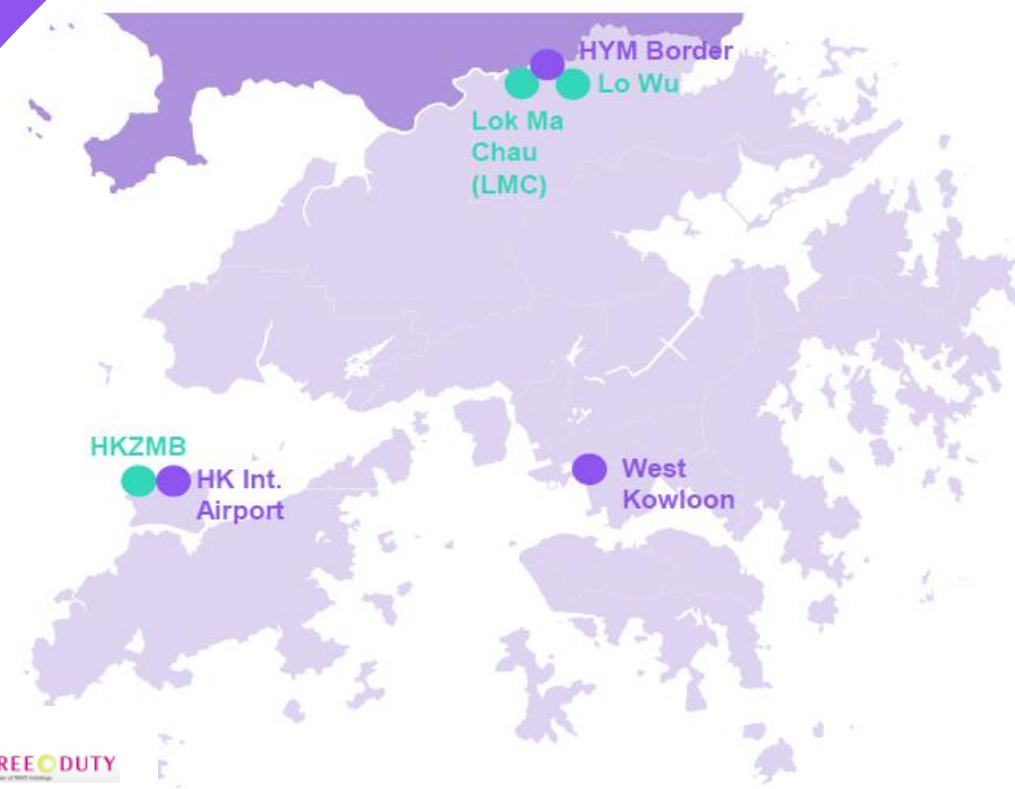 HYM Border
Lo Wu
Lok Ma
Chau
(LMC)
HKZMB
HK Int.
Airport
West
Kowloon
REE DUTY